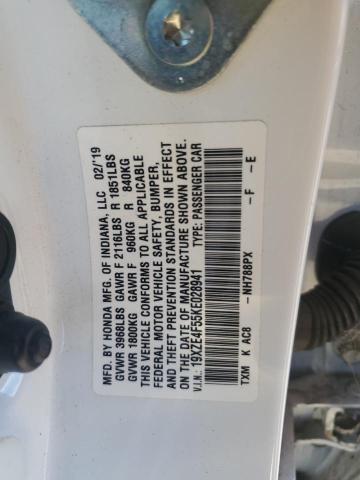 MFD. BY HONDA MFG. OF INDIANA, LLC 02/'19
GVWR 3968LBS GAWR F 2116LBS R 1851LBS
GVWR 1800KG GAWR F 960KG R 840KG
THIS VEHICLE CONFORMS TO ALL APPLICABLE
FEDERAL MOTOR VEHICLE SAFETY, BUMPER,
AND THEFT PREVENTION STANDARDS IN EFFECT
ON THE DATE OF MANUFACTURE SHOWN ABOVE.
V.I.N.: 19XZE4F55KE028941 TYPE: PASSENGER CAR
NH788PX - F - E
TXM K AC8